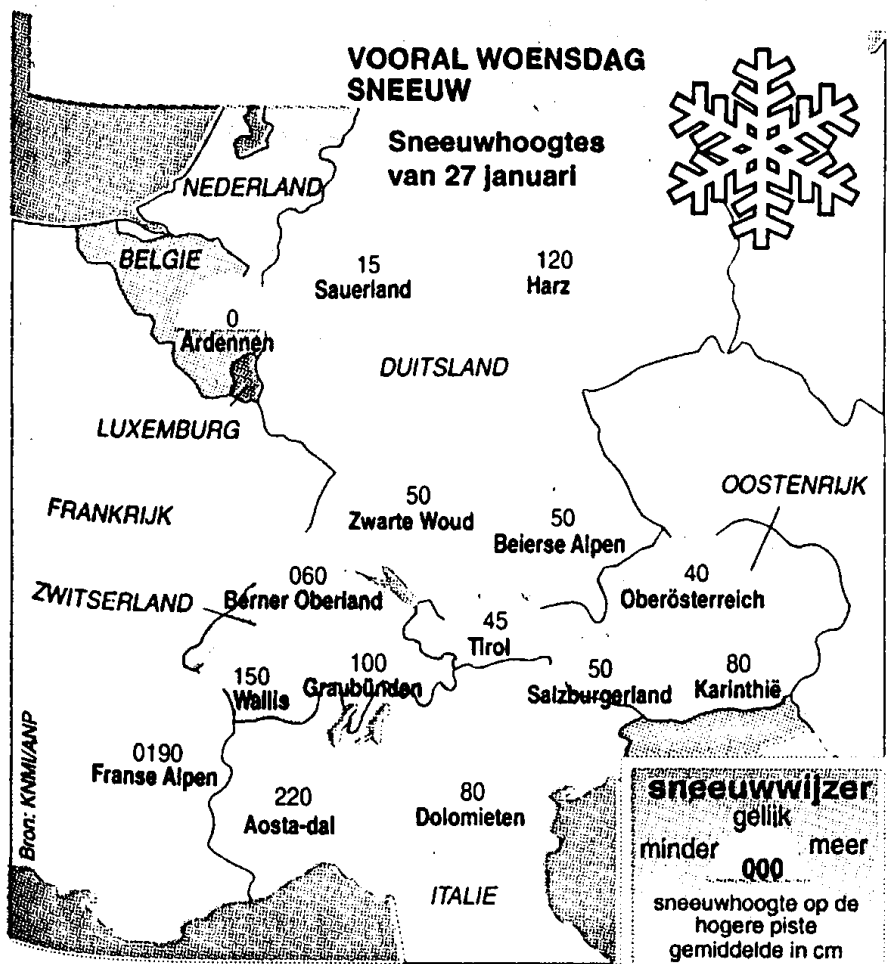 VOORAL WOENSDAG
SNEEUW
Sneeuwhoogtes
van 27 januari
NEDERLAND
BELGIE
15
Sauerland
120
Harz
0
Ardennen
DUITSLAND
LUXEMBURG
OOSTENRIJK
FRANKRIJK
50
Zwarte Woud
50
Beierse Alpen
ZWITSERLAND
060
Berner Oberland
40
Oberösterreich
45
Tirol
150
Wallis
100
Graubünden
50
Salzburgerland
80
Karinthië
0190
Franse Alpen
220
Aosta-dal
80
Dolomieten
ITALIE
Bron: KNMI/ANP
sneeuwwijzer
gelijk
minder meer
000
sneeuwhoogte op de
hogere piste
gemiddelde in cm